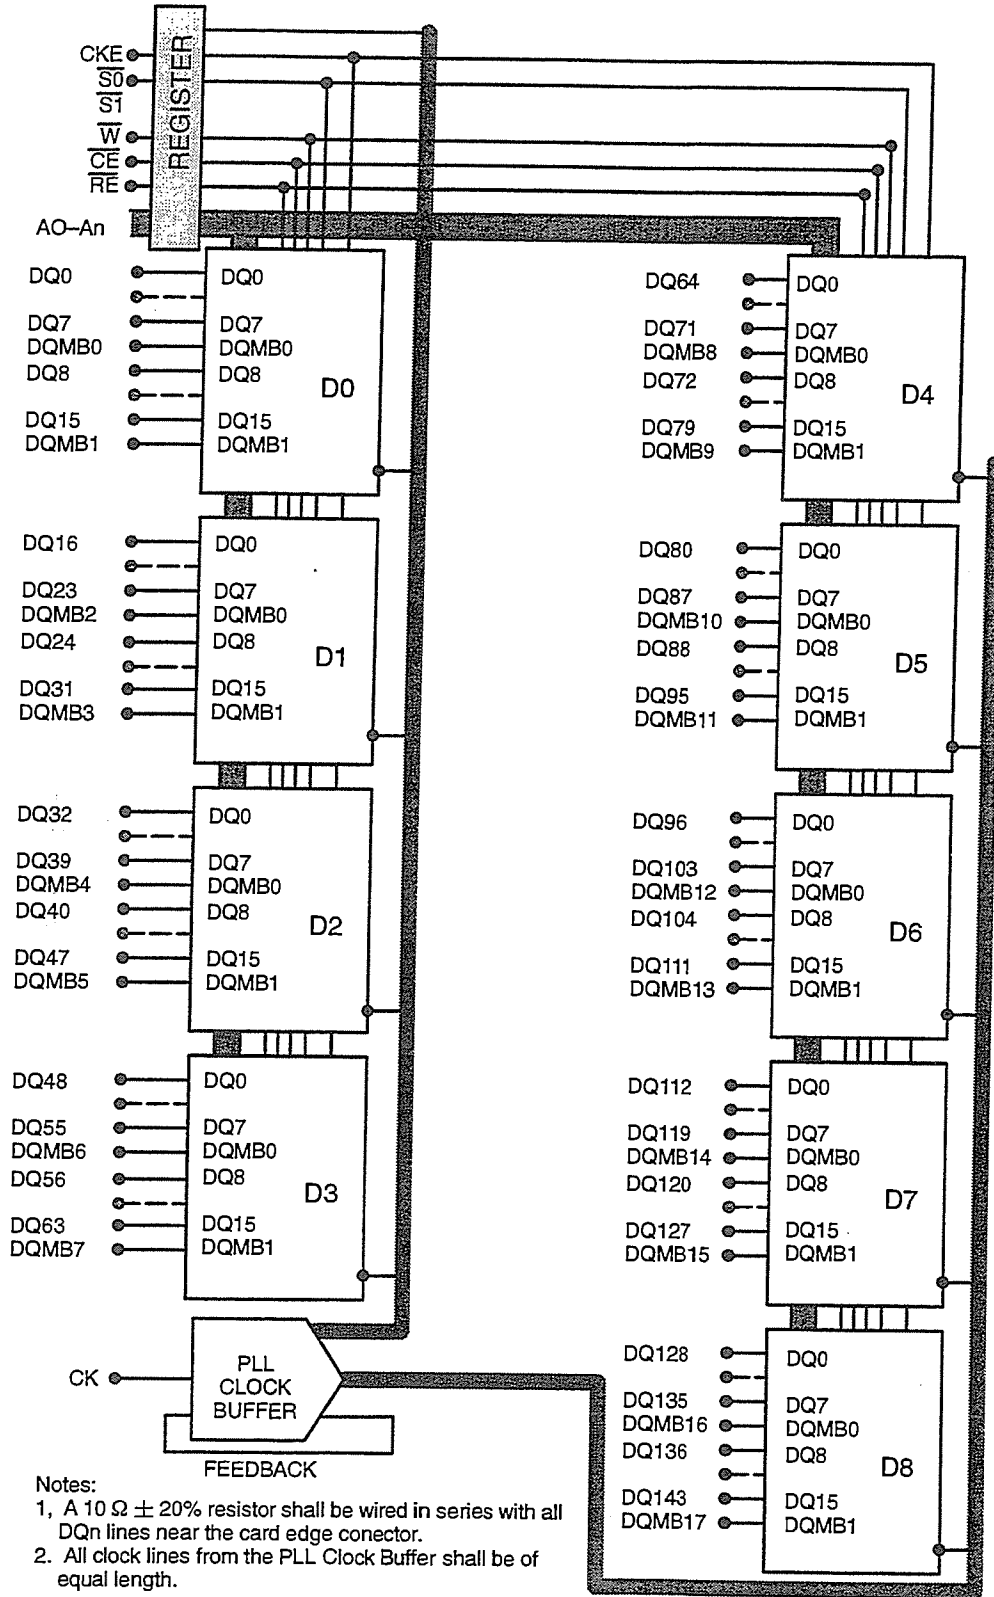 REGISTER
CKE
S0
S1
W
CE
RE
AO–An
DQ0
DQ7
DQMB0
DQ8
DQ15
DQMB1
DQ0
DQ7
DQMB0
DQ8
DQ15
DQMB1
D0
DQ16
DQ23
DQMB2
DQ24
DQ31
DQMB3
DQ0
DQ7
DQMB0
DQ8
DQ15
DQMB1
D1
DQ32
DQ39
DQMB4
DQ40
DQ47
DQMB5
DQ0
DQ7
DQMB0
DQ8
DQ15
DQMB1
D2
DQ48
DQ55
DQMB6
DQ56
DQ63
DQMB7
DQ0
DQ7
DQMB0
DQ8
DQ15
DQMB1
D3
DQ64
DQ71
DQMB8
DQ72
DQ79
DQMB9
DQ0
DQ7
DQMB0
DQ8
DQ15
DQMB1
D4
DQ80
DQ87
DQMB10
DQ88
DQ95
DQMB11
DQ0
DQ7
DQMB0
DQ8
DQ15
DQMB1
D5
DQ96
DQ103
DQMB12
DQ104
DQ111
DQMB13
DQ0
DQ7
DQMB0
DQ8
DQ15
DQMB1
D6
DQ112
DQ119
DQMB14
DQ120
DQ127
DQMB15
DQ0
DQ7
DQMB0
DQ8
DQ15
DQMB1
D7
DQ128
DQ135
DQMB16
DQ136
DQ143
DQMB17
DQ0
DQ7
DQMB0
DQ8
DQ15
DQMB1
D8
CK
PLL
CLOCK
BUFFER
FEEDBACK
Notes:
1, A 10 Ω ± 20% resistor shall be wired in series with all
DQn lines near the card edge conector.
2. All clock lines from the PLL Clock Buffer shall be of
equal length.